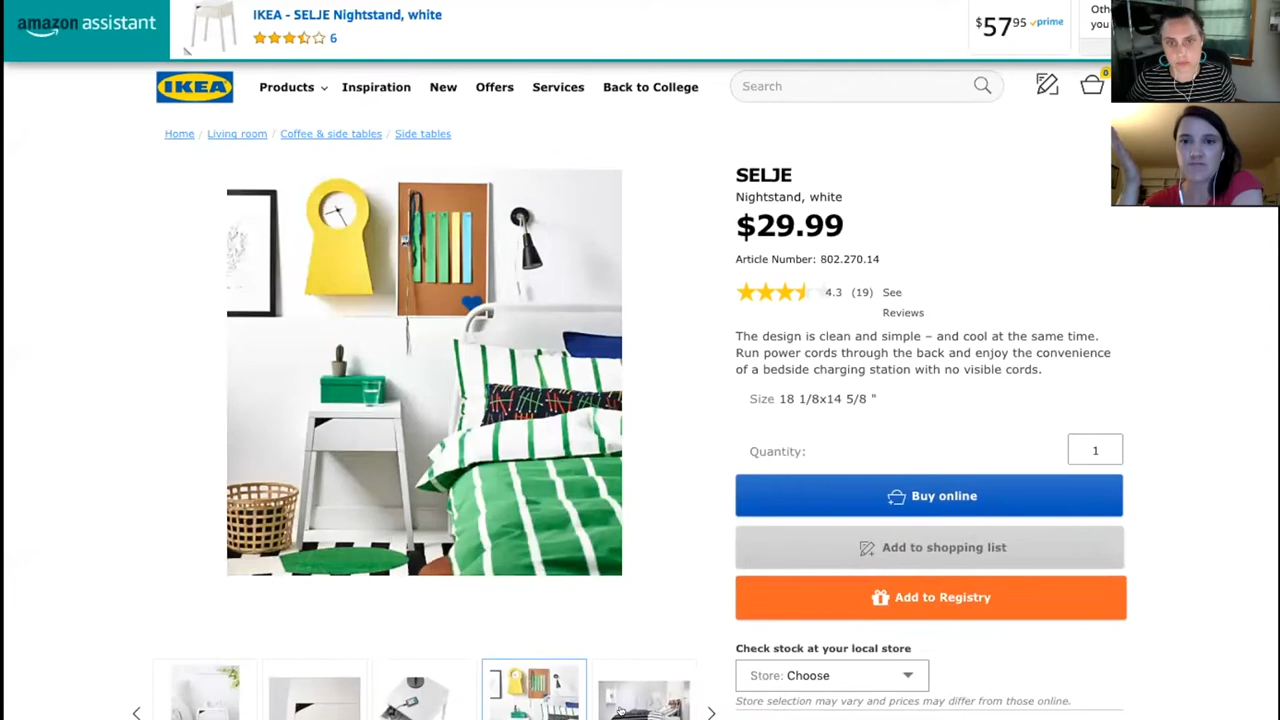 amazon assistant
IKEA - SELJE Nightstand, white
6
$57 95 prime
Othe
you
IKEA
Products
Inspiration
New
Offers
Services
Back to College
Search
0
Home / Living room / Coffee & side tables / Side tables
SELJE
Nightstand, white
$29.99
Article Number: 802.270.14
4.3 (19) See
Reviews
The design is clean and simple – and cool at the same time.
Run power cords through the back and enjoy the convenience
of a bedside charging station with no visible cords.
Size 18 1/8x14 5/8 "
Quantity:
1
Buy online
Add to shopping list
Add to Registry
Check stock at your local store
Store: Choose
Store selection may vary and prices may differ from those online.